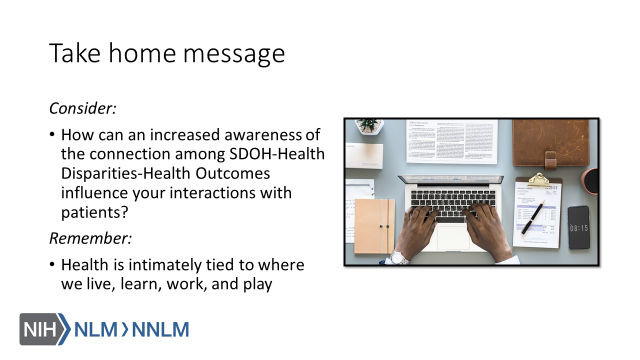 Take home message
Consider:
• How can an increased awareness of
the connection among SDOH-Health
Disparities-Health Outcomes
influence your interactions with
patients?
Remember:
• Health is intimately tied to where
we live, learn, work, and play
08:15
NIH NLM NNLM